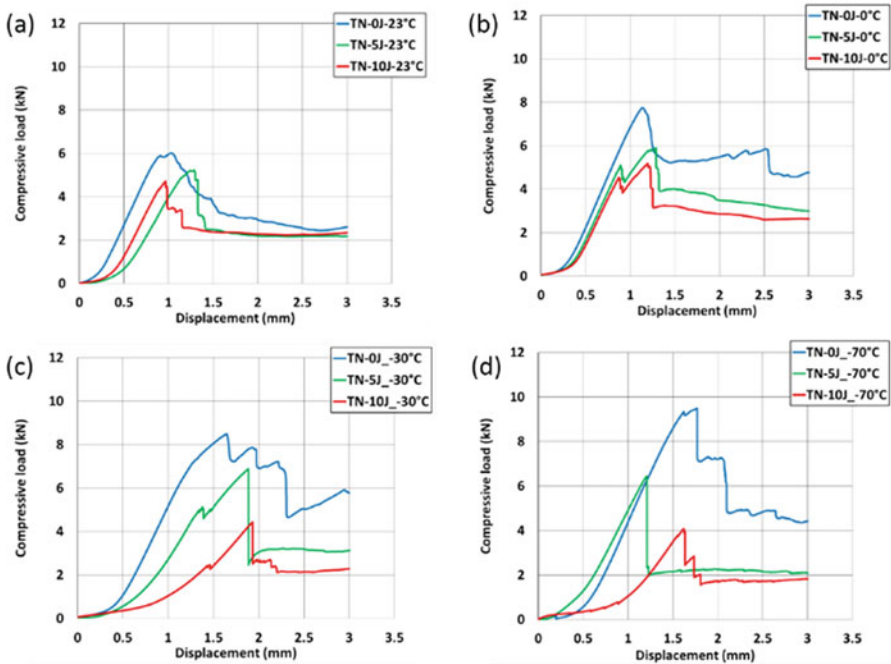 (a)
TN-0J-23°C
TN-5J-23°C
TN-10J-23°C
Compressive load (kN)
12
10
8
6
4
2
0
0 0.5 1 1.5 2 2.5 3 3.5
Displacement (mm)
(b)
TN-0J-0°C
TN-5J-0°C
TN-10J-0°C
Compressive load (kN)
12
10
8
6
4
2
0
0 0.5 1 1.5 2 2.5 3 3.5
Displacement (mm)
(c)
TN-0J_-30°C
TN-5J_-30°C
TN-10J_-30°C
Compressive load (kN)
12
10
8
6
4
2
0
0 0.5 1 1.5 2 2.5 3 3.5
Displacement (mm)
(d)
TN-0J_-70°C
TN-5J_-70°C
TN-10J_-70°C
Compressive load (kN)
12
10
8
6
4
2
0
0 0.5 1 1.5 2 2.5 3 3.5
Displacement (mm)